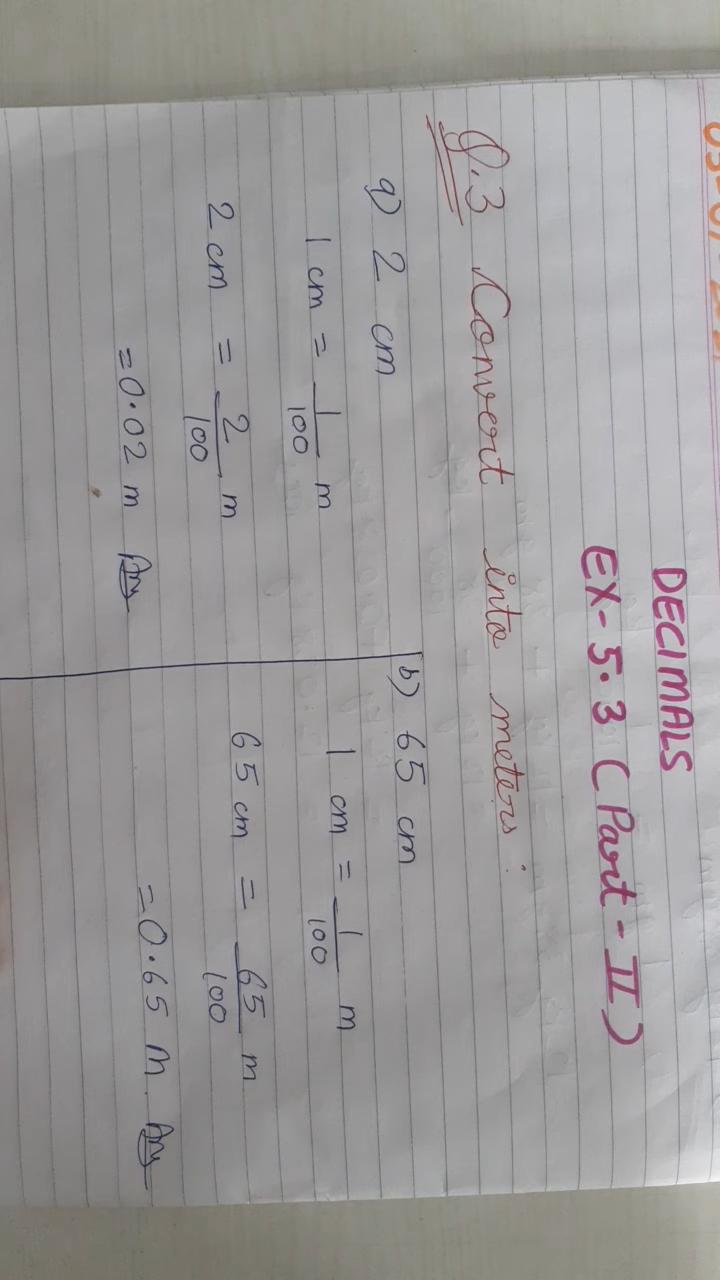 DECIMALS
EX-5.3 (Part-II)
Q.3 Convert into meters:
a) 2 cm
1 cm = 1/100 m
2 cm = 2/100 m
= 0.02 m Ans
b) 65 cm
1 cm = 1/100 m
65 cm = 65/100 m
= 0.65 m Ans